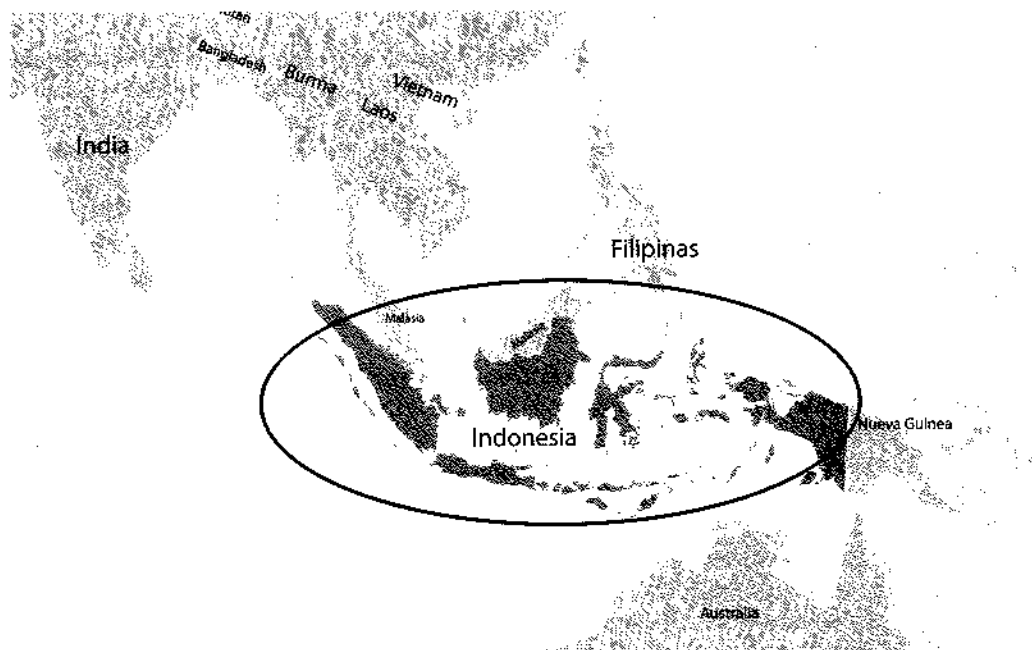 Bangladesh
Burma
Vietnam
Laos
India
Filipinas
Malasia
Indonesia
Nueva Guinea
Australia